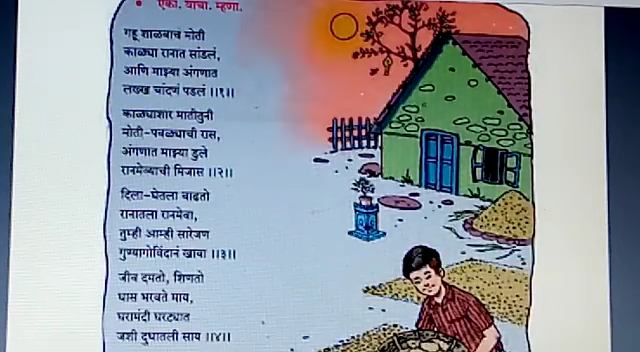 ऐका. वाचा. म्हणा.
गहू शाळवाचं मोती
काळ्या रानात सांडलं,
आणि माझ्या अंगणात
लख्ख चांदणं पडलं ।।१।।
काळ्याशार मातीतुनी
मोती-पवळ्याची रास,
अंगणात माझ्या डुले
रानमेव्याची मिजास ।।२।।
दिला-घेतला वाढतो
रानातला रानमेवा,
तुम्ही आम्ही सारेजण
गुण्यागोविंदानं खावा ।।३।।
जीव दमतो, शिणतो
घास भरवते माय,
घरामंदी घरट्यात
जशी दुधातली साय ।।४।।